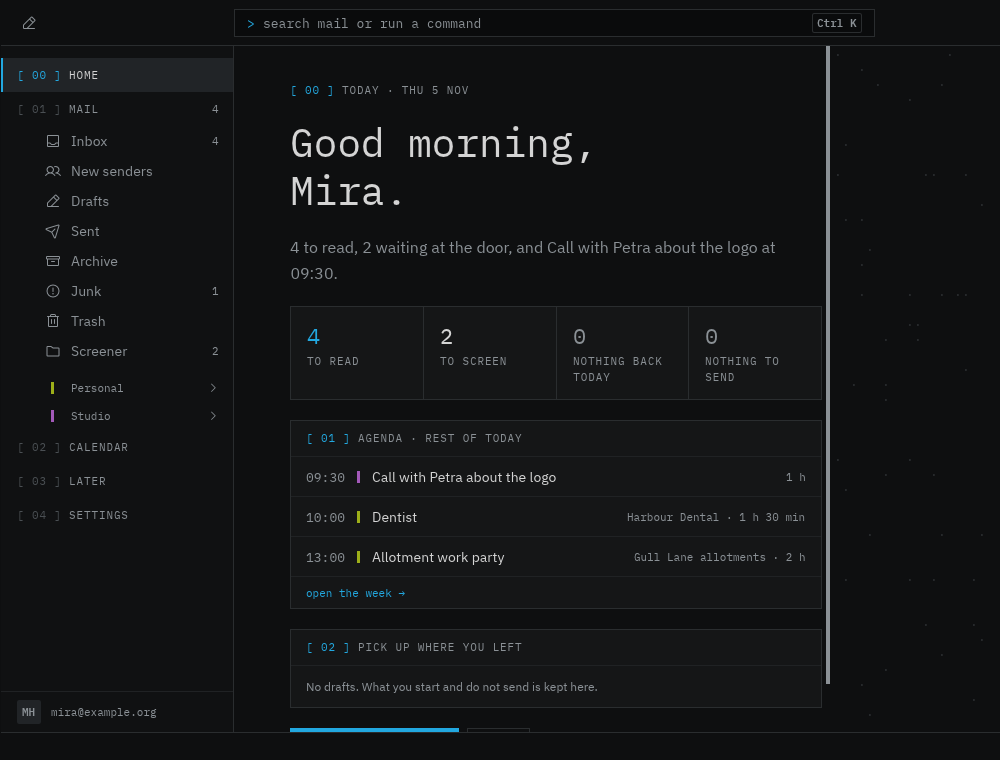 > search mail or run a command
Ctrl K
[ 00 ] HOME
[ 01 ] MAIL 4
Inbox 4
New senders
Drafts
Sent
Archive
Junk 1
Trash
Screener 2
Personal
Studio
[ 02 ] CALENDAR
[ 03 ] LATER
[ 04 ] SETTINGS
MH mira@example.org
[ 00 ] TODAY · THU 5 NOV
Good morning,
Mira.
4 to read, 2 waiting at the door, and Call with Petra about the logo at
09:30.
4
TO READ
2
TO SCREEN
0
NOTHING BACK
TODAY
0
NOTHING TO
SEND
[ 01 ] AGENDA · REST OF TODAY
09:30 Call with Petra about the logo 1 h
10:00 Dentist Harbour Dental · 1 h 30 min
13:00 Allotment work party Gull Lane allotments · 2 h
open the week →
[ 02 ] PICK UP WHERE YOU LEFT
No drafts. What you start and do not send is kept here.